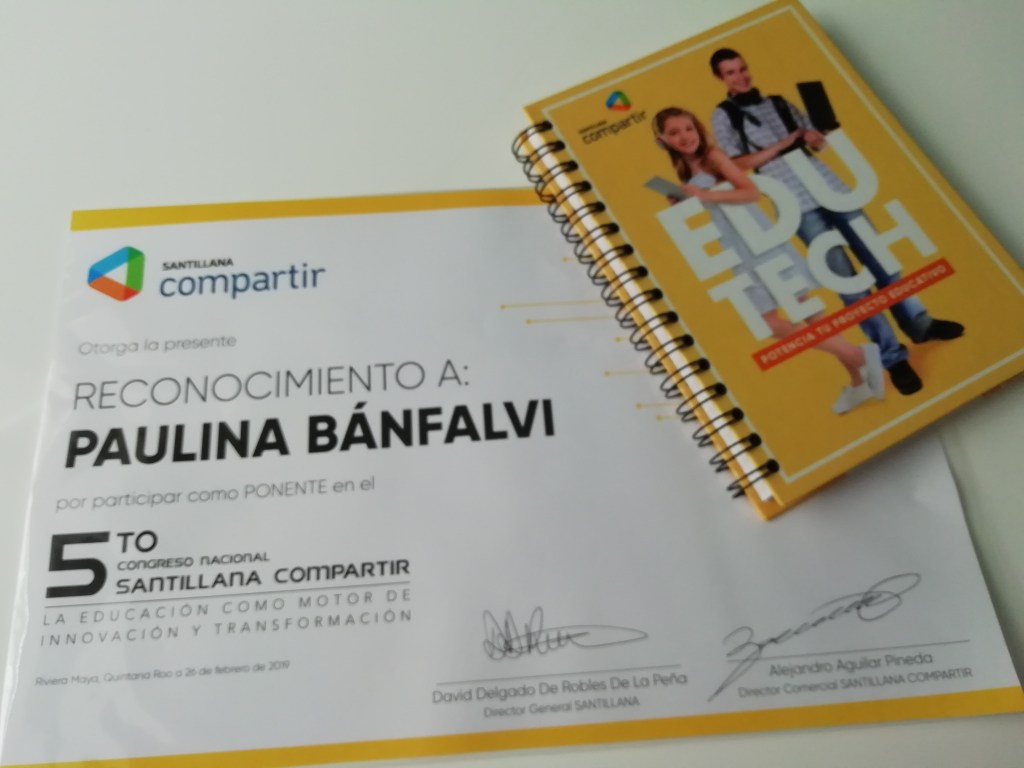 SANTILLANA
compartir
Otorga la presente
RECONOCIMIENTO A:
PAULINA BÁNFALVI
por participar como PONENTE en el
5TO
CONGRESO NACIONAL
SANTILLANA COMPARTIR
LA EDUCACIÓN COMO MOTOR DE
INNOVACIÓN Y TRANSFORMACIÓN
Riviera Maya, Quintana Roo a 26 de febrero de 2019
David Delgado De Robles De La Peña
Director General SANTILLANA
Alejandro Aguilar Pineda
Director Comercial SANTILLANA COMPARTIR
SANTILLANA
compartir
EDU
TECH
POTENCIA TU PROYECTO EDUCATIVO